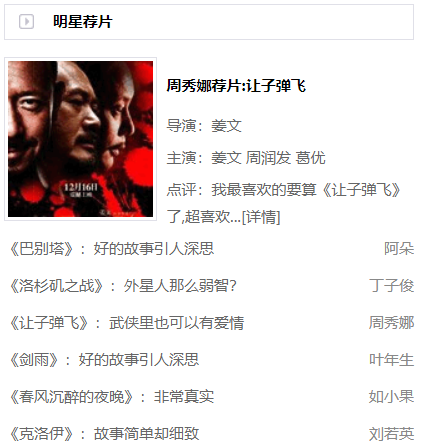 明星荐片
周秀娜荐片:让子弹飞
导演：姜文
主演：姜文 周润发 葛优
点评：我最喜欢的要算《让子弹飞》
了,超喜欢...[详情]
12月16日
《巴别塔》：好的故事引人深思 阿朵
《洛杉矶之战》：外星人那么弱智？ 丁子俊
《让子弹飞》：武侠里也可以有爱情 周秀娜
《剑雨》：好的故事引人深思 叶年生
《春风沉醉的夜晚》：非常真实 如小果
《克洛伊》：故事简单却细致 刘若英